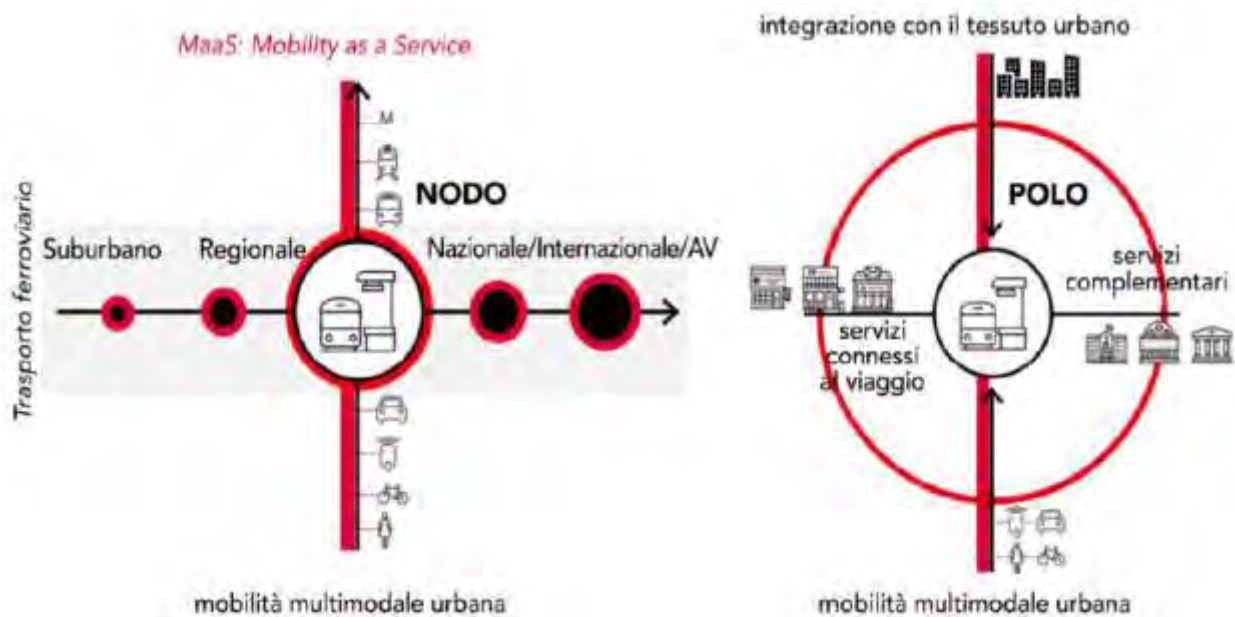 MaaS: Mobility as a Service
M
NODO
Trasporto ferroviario
Suburbano
Regionale
Nazionale/Internazionale/AV
mobilità multimodale urbana
integrazione con il tessuto urbano
POLO
servizi
complementari
servizi
connessi
al viaggio
mobilità multimodale urbana